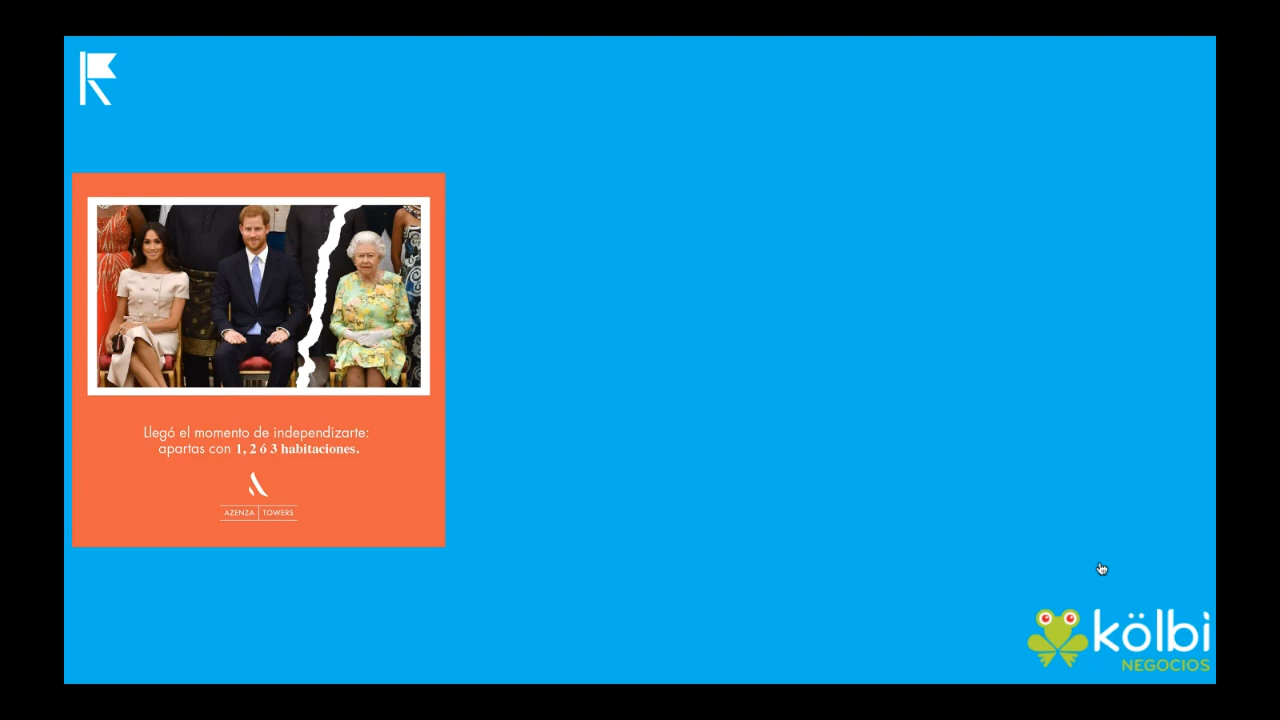 Llegó el momento de independizarte:
apartas con 1, 2 ó 3 habitaciones.
AZENZA | TOWERS
kölbi
NEGOCIOS